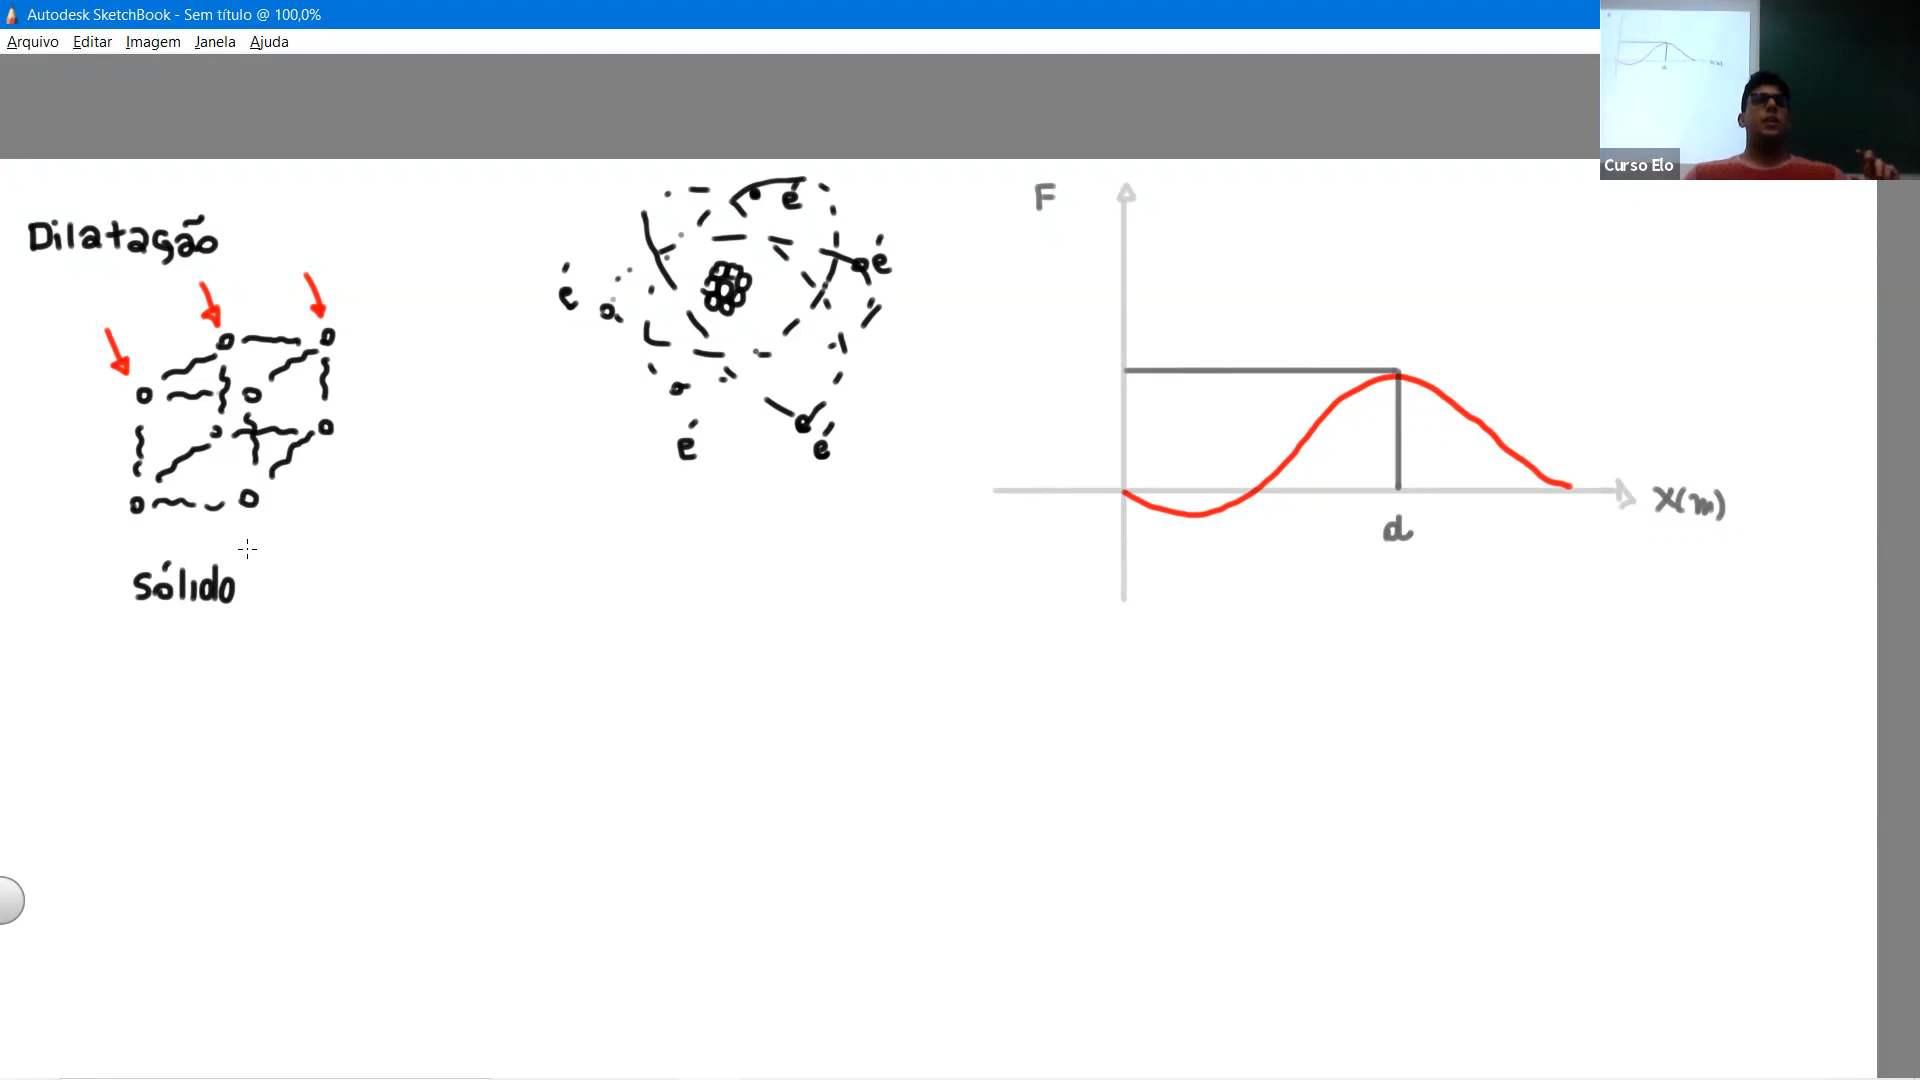 Autodesk SketchBook - Sem título @ 100,0%
Arquivo Editar Imagem Janela Ajuda
Curso Elo
Dilatação
é
é
é
é
é
sólido
F
X(m)
d